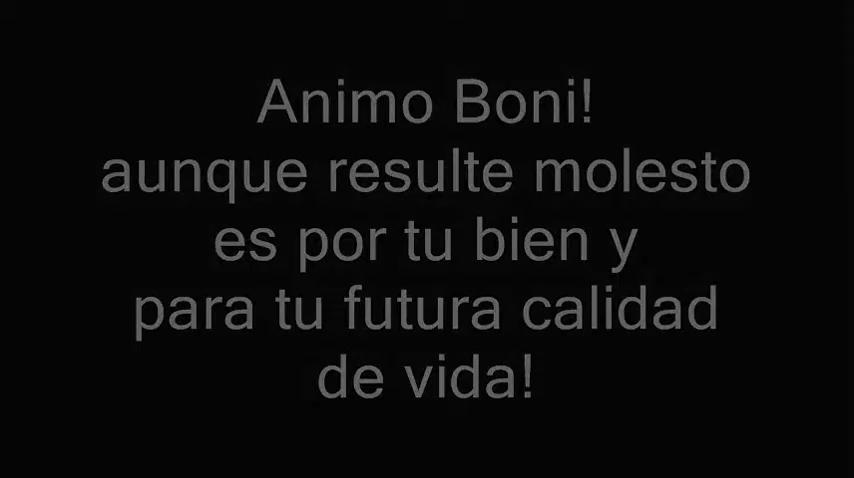 Animo Boni!
aunque resulte molesto
es por tu bien y
para tu futura calidad
de vida!